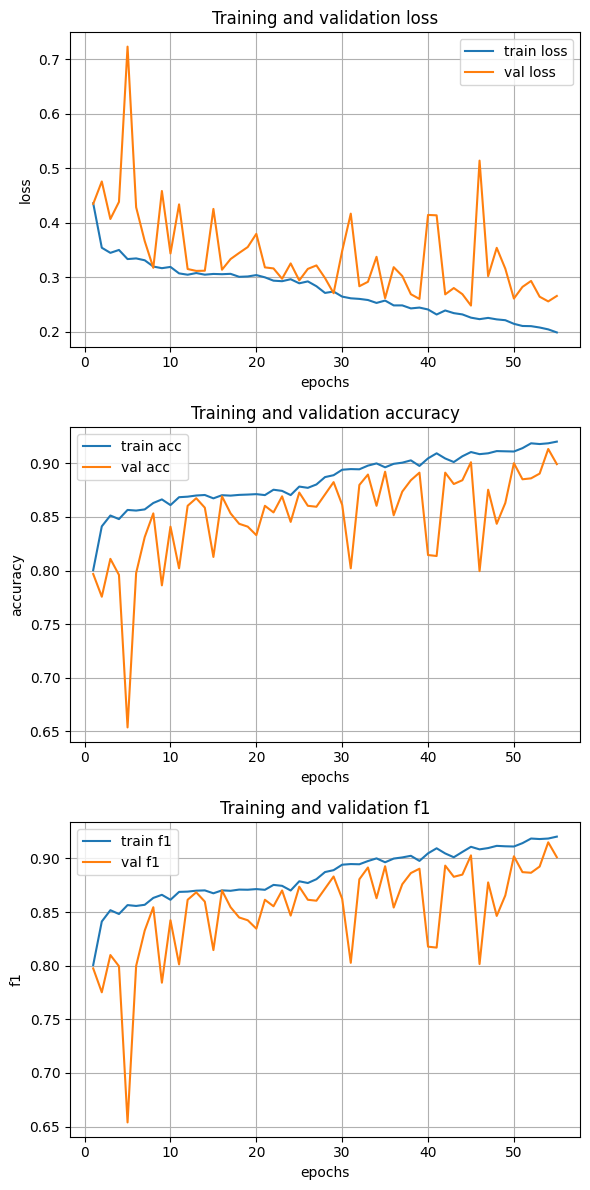 Training and validation loss
train loss
val loss
0.7
0.6
0.5
0.4
0.3
0.2
loss
0 10 20 30 40 50
epochs
Training and validation accuracy
train acc
val acc
0.90
0.85
0.80
0.75
0.70
0.65
accuracy
0 10 20 30 40 50
epochs
Training and validation f1
train f1
val f1
0.90
0.85
0.80
0.75
0.70
0.65
f1
0 10 20 30 40 50
epochs